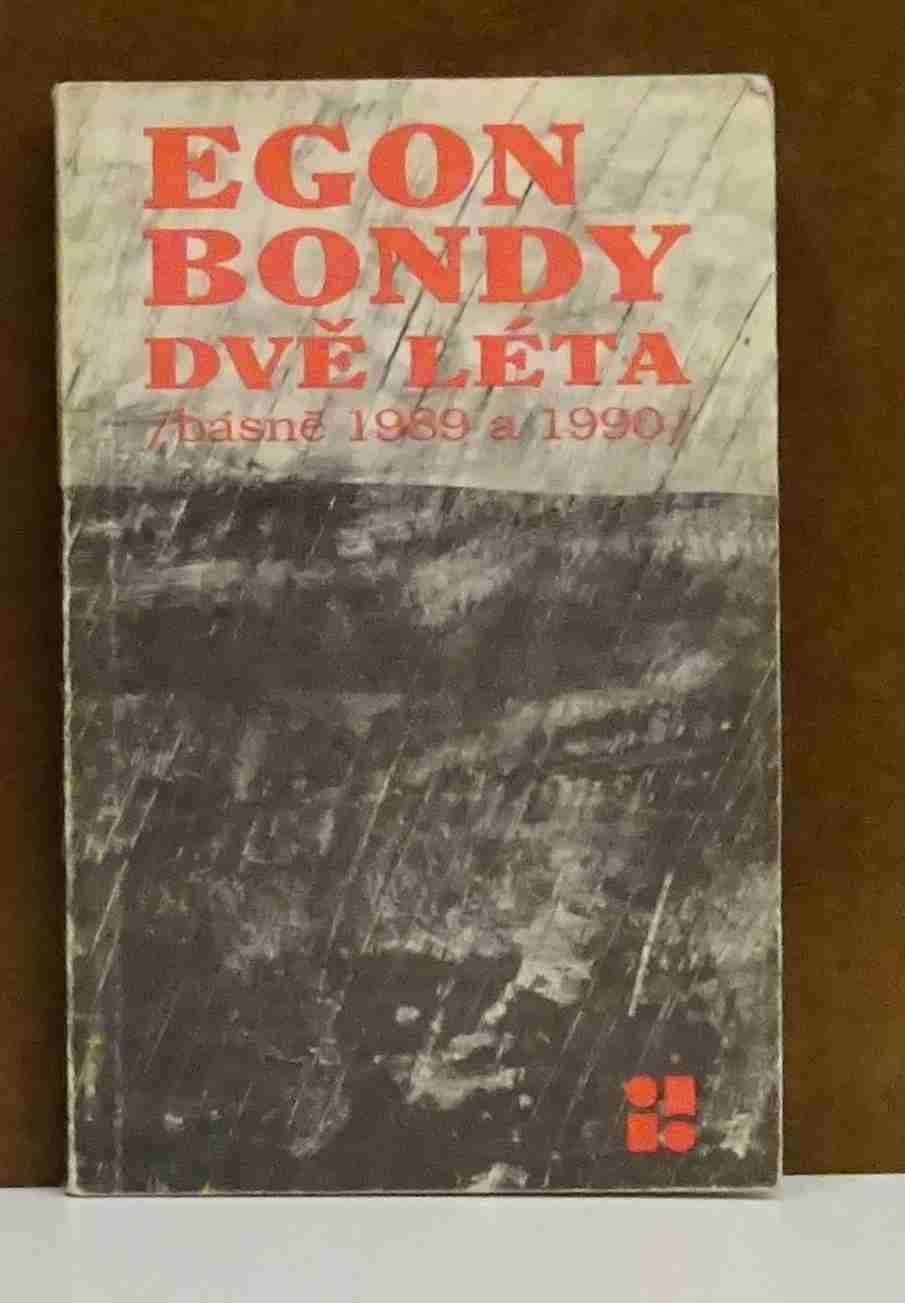 EGON
BONDY
DVĚ LÉTA
/básně 1989 a 1990/